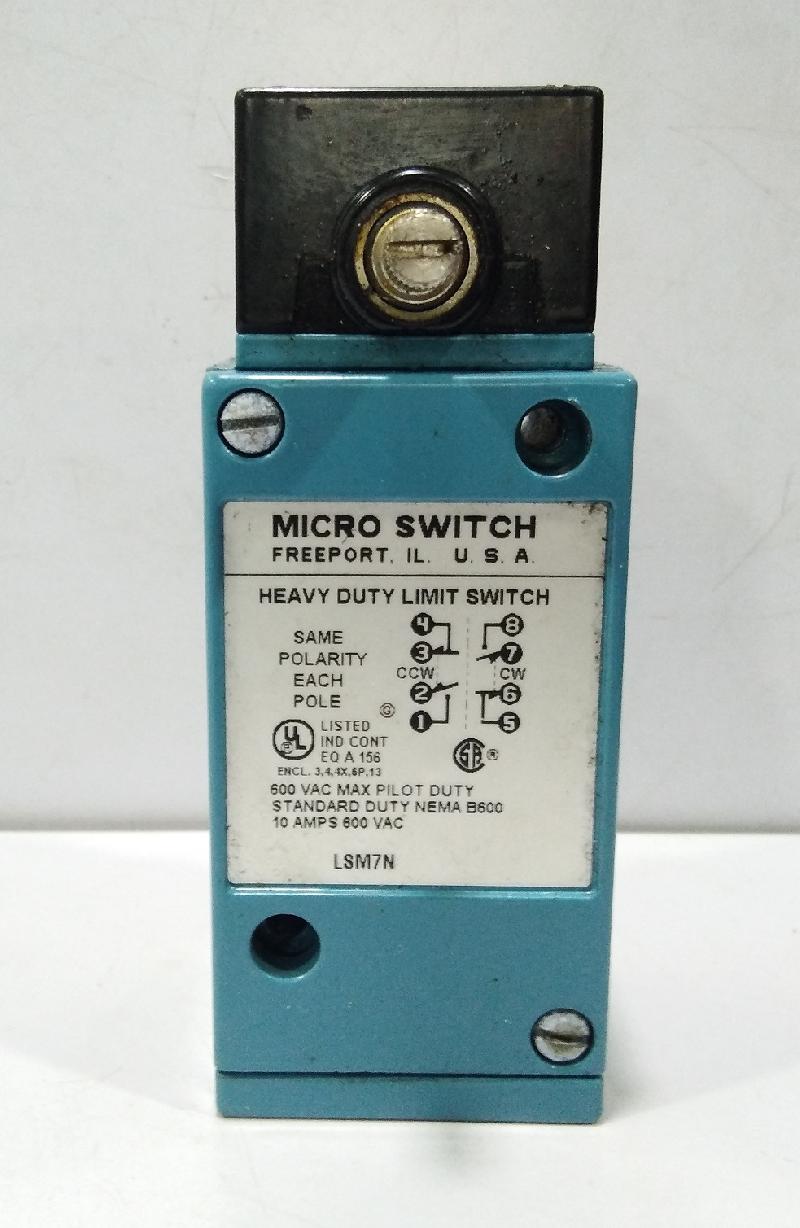 MICRO SWITCH
FREEPORT, IL. U. S. A.
HEAVY DUTY LIMIT SWITCH
SAME
POLARITY
EACH
POLE
4 8
3 7
CCW CW
2 6
1 5
UL ®
LISTED
IND CONT
EQ A 156
ENCL. 3,4,4X,6P,13
SA ®
600 VAC MAX PILOT DUTY
STANDARD DUTY NEMA B600
10 AMPS 600 VAC
LSM7N